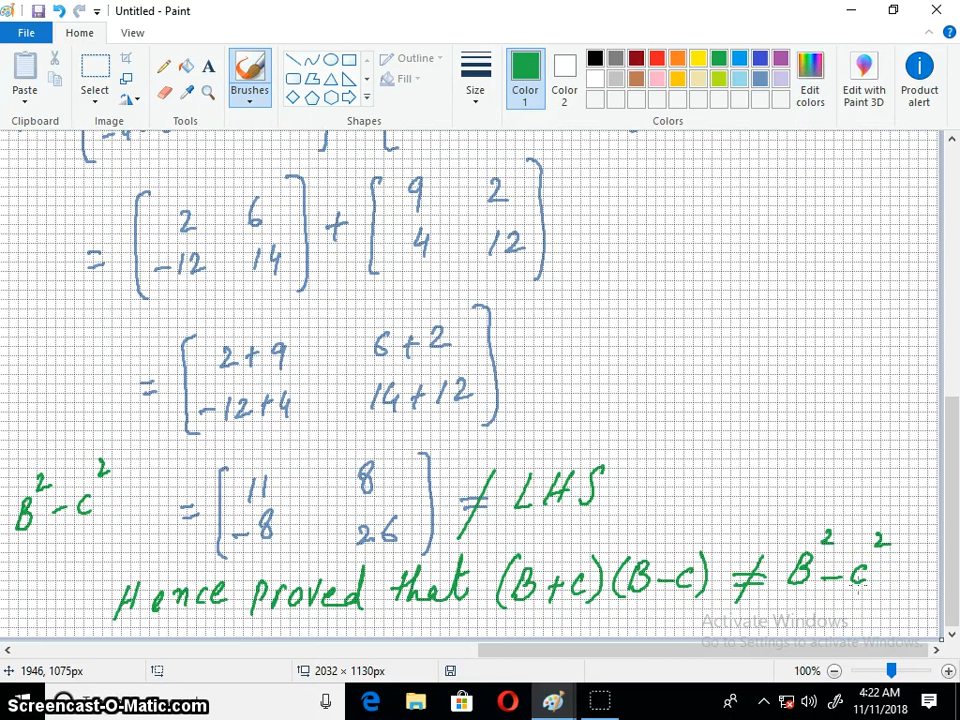 Untitled - Paint
File Home View
Paste Select Brushes Outline Fill Size Color 1 Color 2 Edit colors Edit with Paint 3D Product alert
Clipboard Image Tools Shapes Colors
= [ 2 6 -12 14 ] + [ 9 2 4 12 ]
= [ 2+9 6+2 -12+4 14+12 ]
B² - C² = [ 11 8 -8 26 ] ≠ LHS
Hence proved that (B+C)(B-C) ≠ B² - C²
Activate Windows
Go to Settings to activate Windows.
1946, 1075px 2032 × 1130px 100%
Screencast-O-Matic.com
4:22 AM
11/11/2018